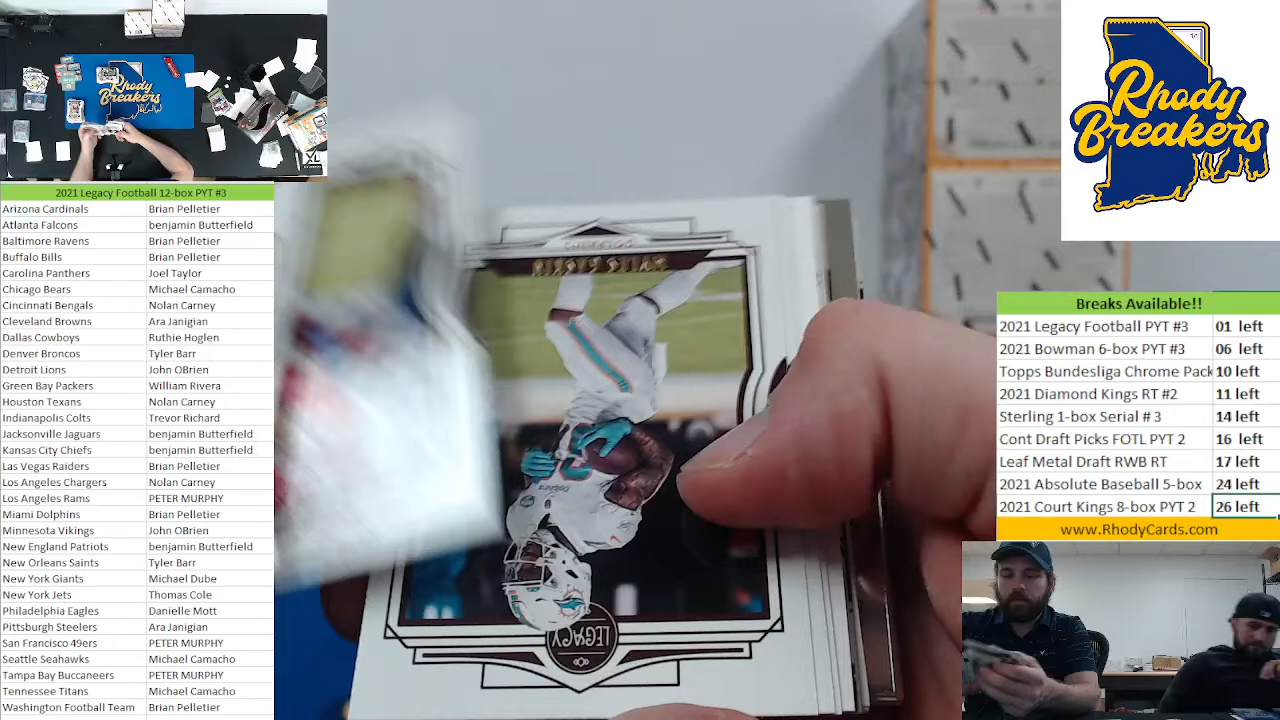 Rhody
Breakers
XL
2021 Legacy Football 12-box PYT #3
Arizona Cardinals Brian Pelletier
Atlanta Falcons benjamin Butterfield
Baltimore Ravens Brian Pelletier
Buffalo Bills Brian Pelletier
Carolina Panthers Joel Taylor
Chicago Bears Michael Camacho
Cincinnati Bengals Nolan Carney
Cleveland Browns Ara Janigian
Dallas Cowboys Ruthie Hoglen
Denver Broncos Tyler Barr
Detroit Lions John OBrien
Green Bay Packers William Rivera
Houston Texans Nolan Carney
Indianapolis Colts Trevor Richard
Jacksonville Jaguars benjamin Butterfield
Kansas City Chiefs benjamin Butterfield
Las Vegas Raiders Brian Pelletier
Los Angeles Chargers Nolan Carney
Los Angeles Rams PETER MURPHY
Miami Dolphins Brian Pelletier
Minnesota Vikings John OBrien
New England Patriots benjamin Butterfield
New Orleans Saints Tyler Barr
New York Giants Michael Dube
New York Jets Thomas Cole
Philadelphia Eagles Danielle Mott
Pittsburgh Steelers Ara Janigian
San Francisco 49ers PETER MURPHY
Seattle Seahawks Michael Camacho
Tampa Bay Buccaneers PETER MURPHY
Tennessee Titans Michael Camacho
Washington Football Team Brian Pelletier
LEGACY
Rhody
Breakers
Breaks Available!!
2021 Legacy Football PYT #3 01 left
2021 Bowman 6-box PYT #3 06 left
Topps Bundesliga Chrome Pack 10 left
2021 Diamond Kings RT #2 11 left
Sterling 1-box Serial # 3 14 left
Cont Draft Picks FOTL PYT 2 16 left
Leaf Metal Draft RWB RT 17 left
2021 Absolute Baseball 5-box 24 left
2021 Court Kings 8-box PYT 2 26 left
www.RhodyCards.com